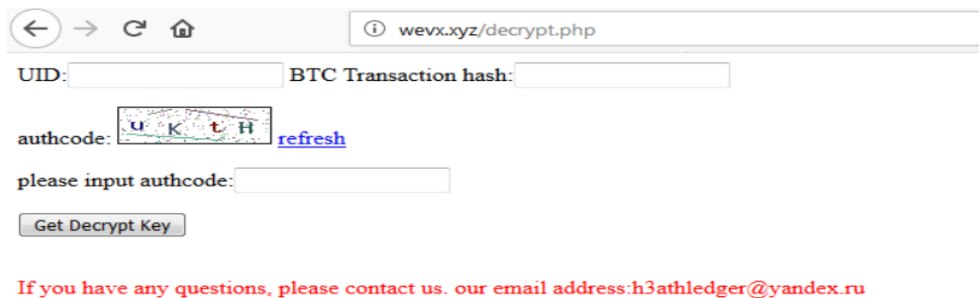 wevx.xyz/decrypt.php
UID: BTC Transaction hash:
authcode: u K t H refresh
please input authcode:
Get Decrypt Key
If you have any questions, please contact us. our email address:h3athledger@yandex.ru